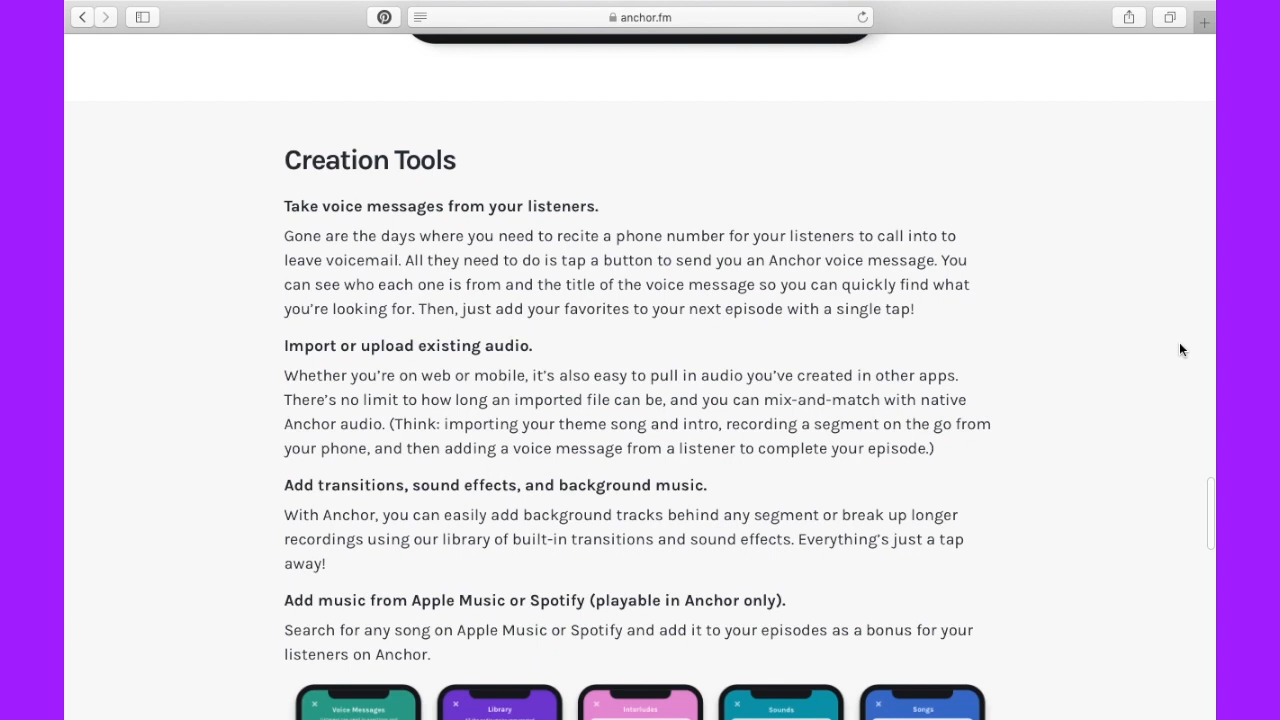 anchor.fm
Creation Tools
Take voice messages from your listeners.
Gone are the days where you need to recite a phone number for your listeners to call into to
leave voicemail. All they need to do is tap a button to send you an Anchor voice message. You
can see who each one is from and the title of the voice message so you can quickly find what
you're looking for. Then, just add your favorites to your next episode with a single tap!
Import or upload existing audio.
Whether you're on web or mobile, it's also easy to pull in audio you've created in other apps.
There's no limit to how long an imported file can be, and you can mix-and-match with native
Anchor audio. (Think: importing your theme song and intro, recording a segment on the go from
your phone, and then adding a voice message from a listener to complete your episode.)
Add transitions, sound effects, and background music.
With Anchor, you can easily add background tracks behind any segment or break up longer
recordings using our library of built-in transitions and sound effects. Everything's just a tap
away!
Add music from Apple Music or Spotify (playable in Anchor only).
Search for any song on Apple Music or Spotify and add it to your episodes as a bonus for your
listeners on Anchor.
Voice Messages Library Interludes Sounds Songs